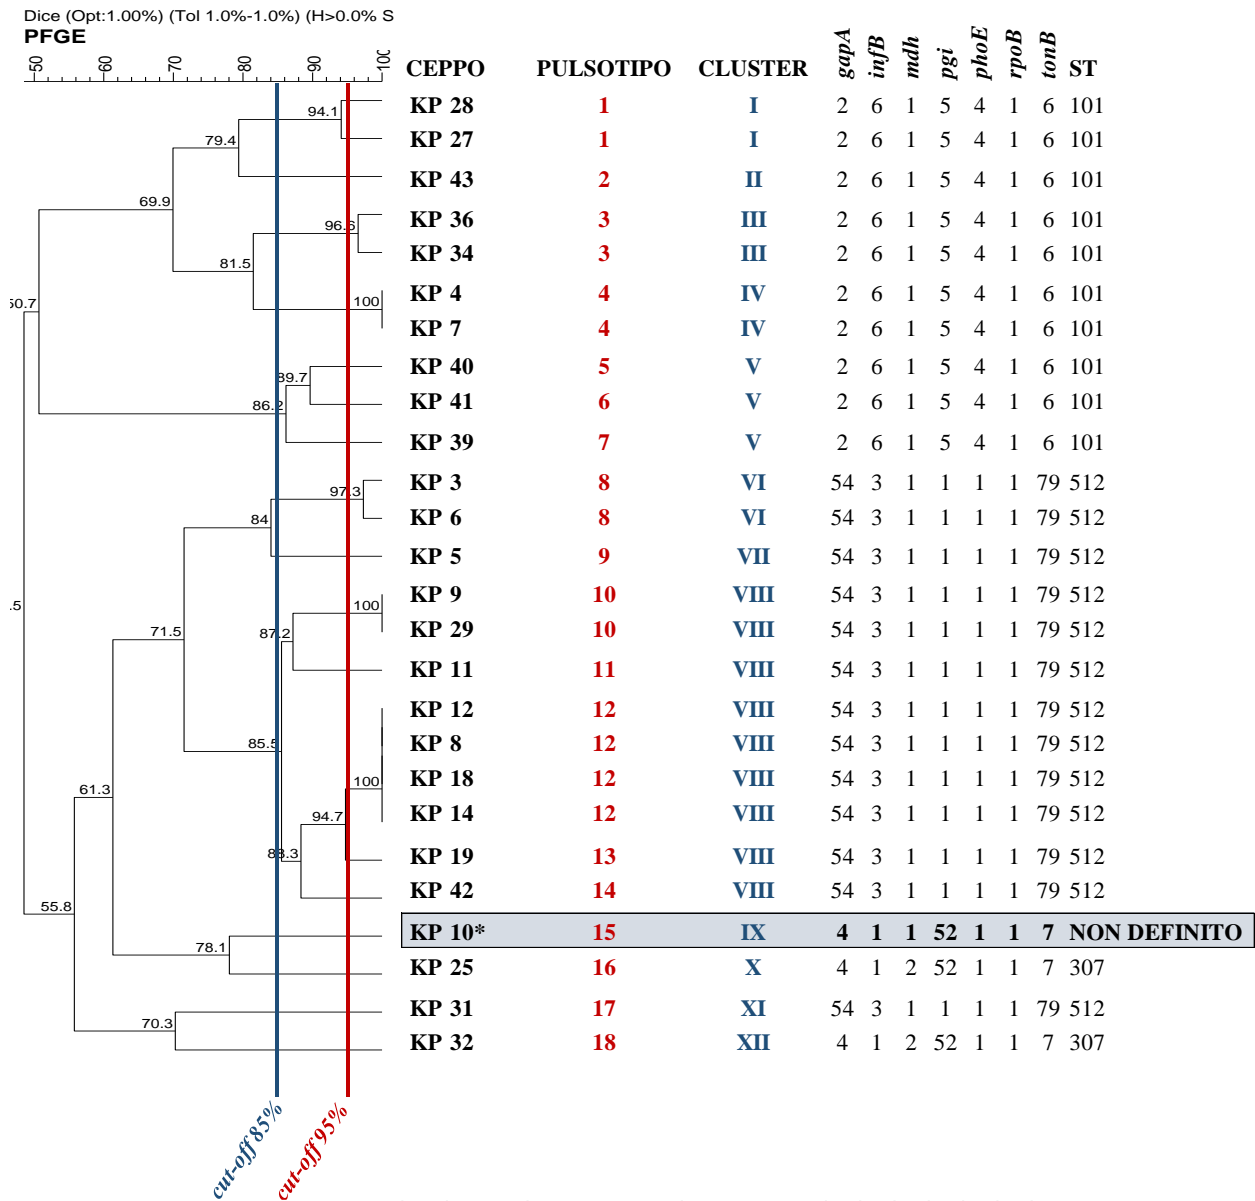 Dice (Opt:1.00%) (Tol 1.0%-1.0%) (H>0.0% S
PFGE
50 60 70 80 90 100
CEPPO PULSOTIPO CLUSTER gapA infB mdh pgi phoE rpoB tonB ST
KP 28 1 I 2 6 1 5 4 1 6 101
94.1
KP 27 1 I 2 6 1 5 4 1 6 101
79.4
KP 43 2 II 2 6 1 5 4 1 6 101
69.9
KP 36 3 III 2 6 1 5 4 1 6 101
96.6
KP 34 3 III 2 6 1 5 4 1 6 101
81.5
KP 4 4 IV 2 6 1 5 4 1 6 101
50.7 100
KP 7 4 IV 2 6 1 5 4 1 6 101
KP 40 5 V 2 6 1 5 4 1 6 101
89.7
KP 41 6 V 2 6 1 5 4 1 6 101
86.2
KP 39 7 V 2 6 1 5 4 1 6 101
KP 3 8 VI 54 3 1 1 1 1 79 512
97.3
KP 6 8 VI 54 3 1 1 1 1 79 512
84
KP 5 9 VII 54 3 1 1 1 1 79 512
KP 9 10 VIII 54 3 1 1 1 1 79 512
.5 100
KP 29 10 VIII 54 3 1 1 1 1 79 512
71.5 87.2
KP 11 11 VIII 54 3 1 1 1 1 79 512
KP 12 12 VIII 54 3 1 1 1 1 79 512
KP 8 12 VIII 54 3 1 1 1 1 79 512
85.5
KP 18 12 VIII 54 3 1 1 1 1 79 512
61.3 100
KP 14 12 VIII 54 3 1 1 1 1 79 512
94.7
KP 19 13 VIII 54 3 1 1 1 1 79 512
88.3
KP 42 14 VIII 54 3 1 1 1 1 79 512
55.8
KP 10* 15 IX 4 1 1 52 1 1 7 NON DEFINITO
78.1
KP 25 16 X 4 1 2 52 1 1 7 307
KP 31 17 XI 54 3 1 1 1 1 79 512
70.3
KP 32 18 XII 4 1 2 52 1 1 7 307
cut-off 85%
cut-off 95%